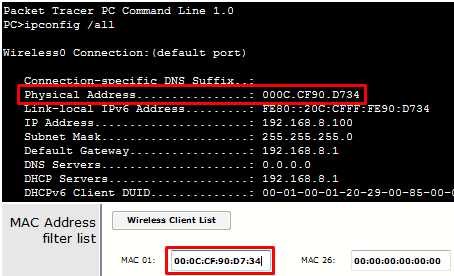 Packet Tracer PC Command Line 1.0
PC>ipconfig /all
Wireless0 Connection:(default port)
Connection-specific DNS Suffix..:
Physical Address................: 000C.CF90.D734
Link-local IPv6 Address.........: FE80::20C:CFFF:FE90:D734
IP Address......................: 192.168.8.100
Subnet Mask.....................: 255.255.255.0
Default Gateway.................: 192.168.8.1
DNS Servers.....................: 0.0.0.0
DHCP Servers....................: 192.168.8.1
DHCPv6 Client DUID..............: 00-01-00-01-20-29-00-85-00-0
MAC Address
filter list
Wireless Client List
MAC 01: 00:0C:CF:90:D7:34
MAC 26: 00:00:00:00:00:00